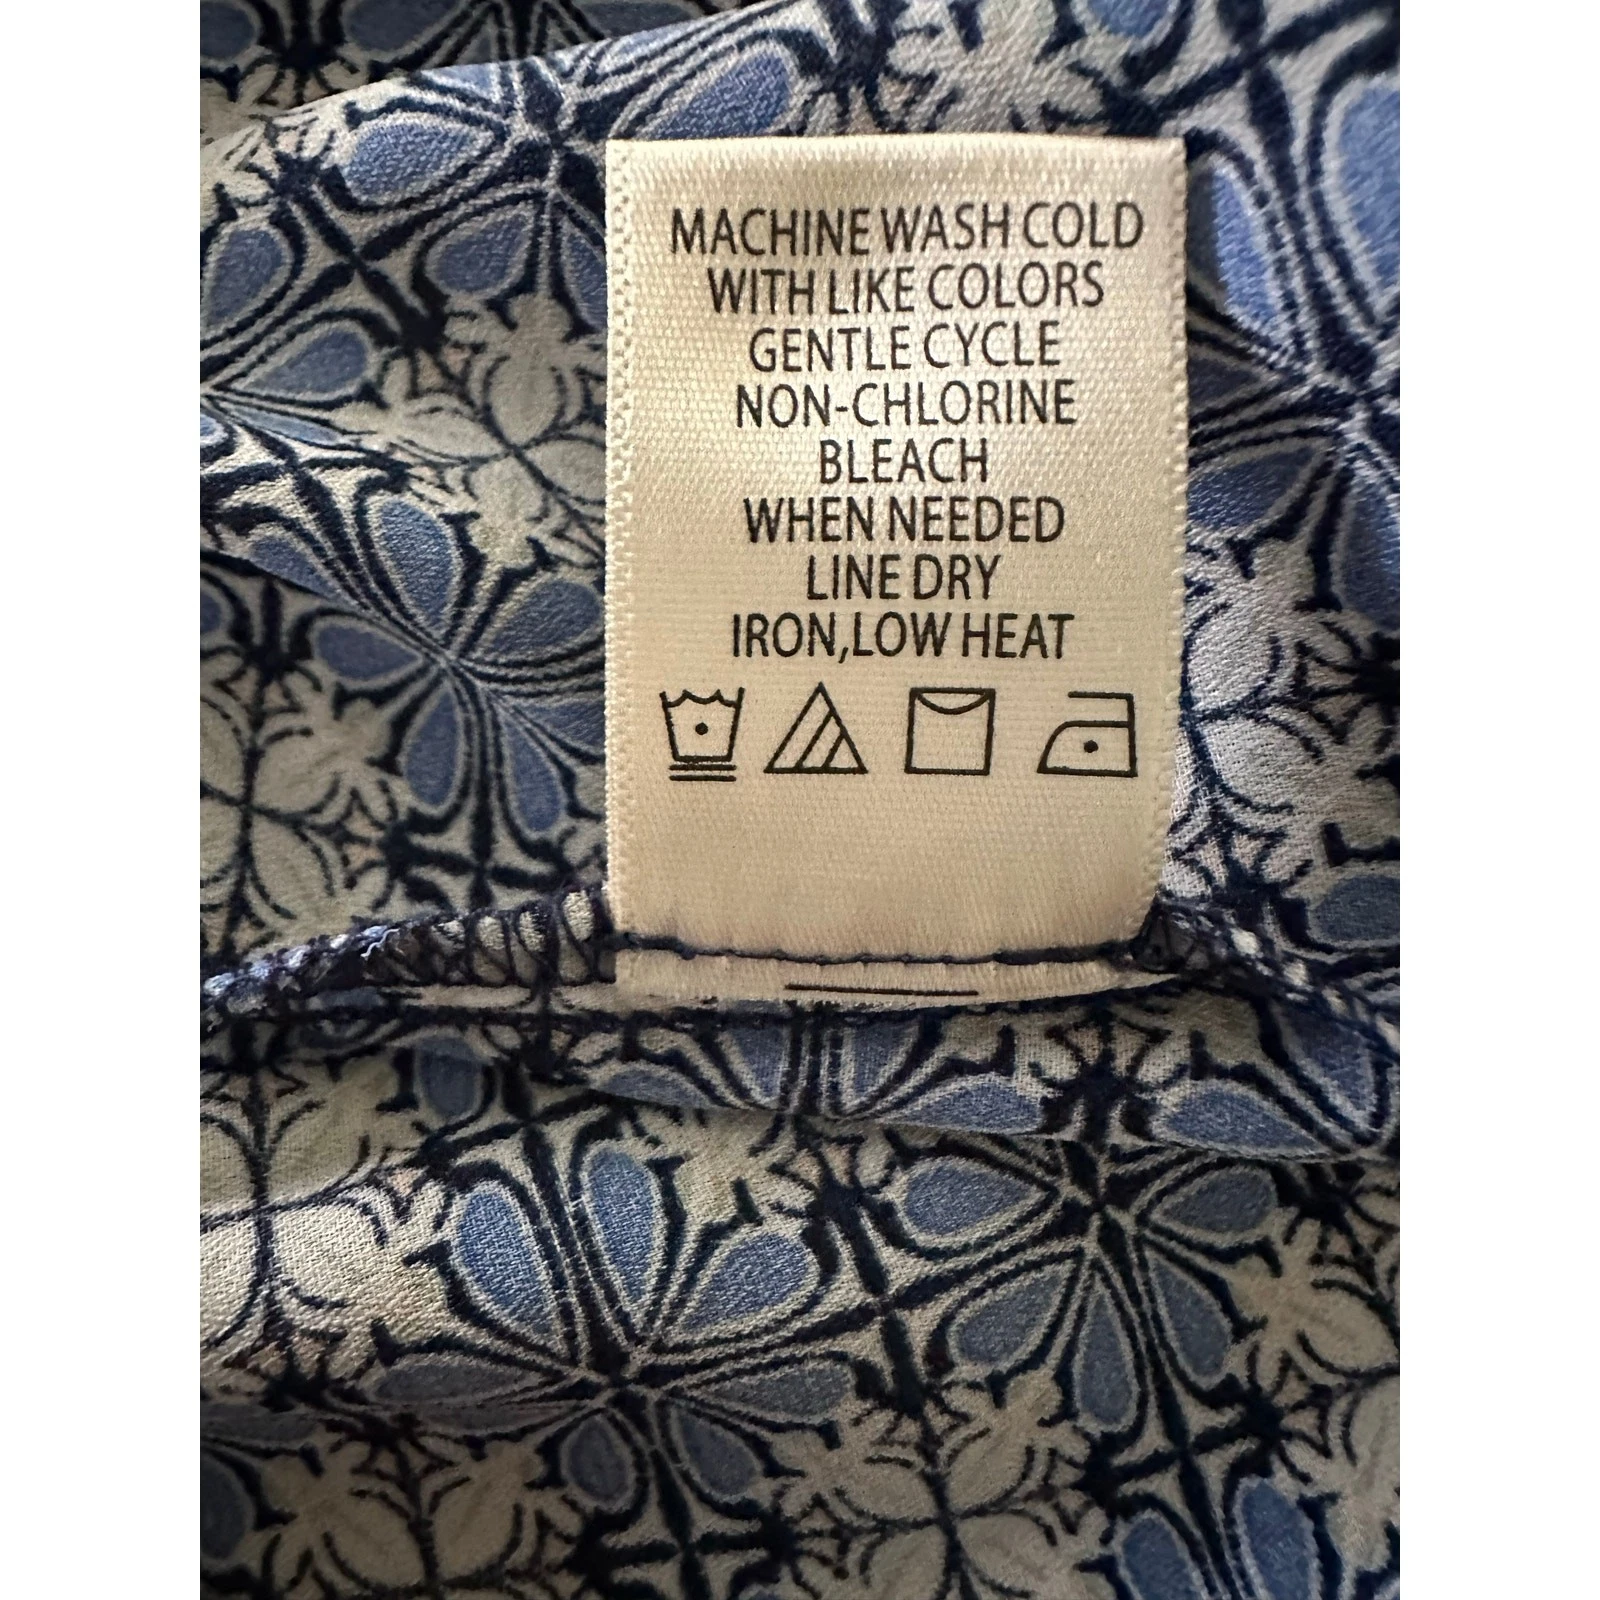 MACHINE WASH COLD
WITH LIKE COLORS
GENTLE CYCLE
NON-CHLORINE
BLEACH
WHEN NEEDED
LINE DRY
IRON,LOW HEAT